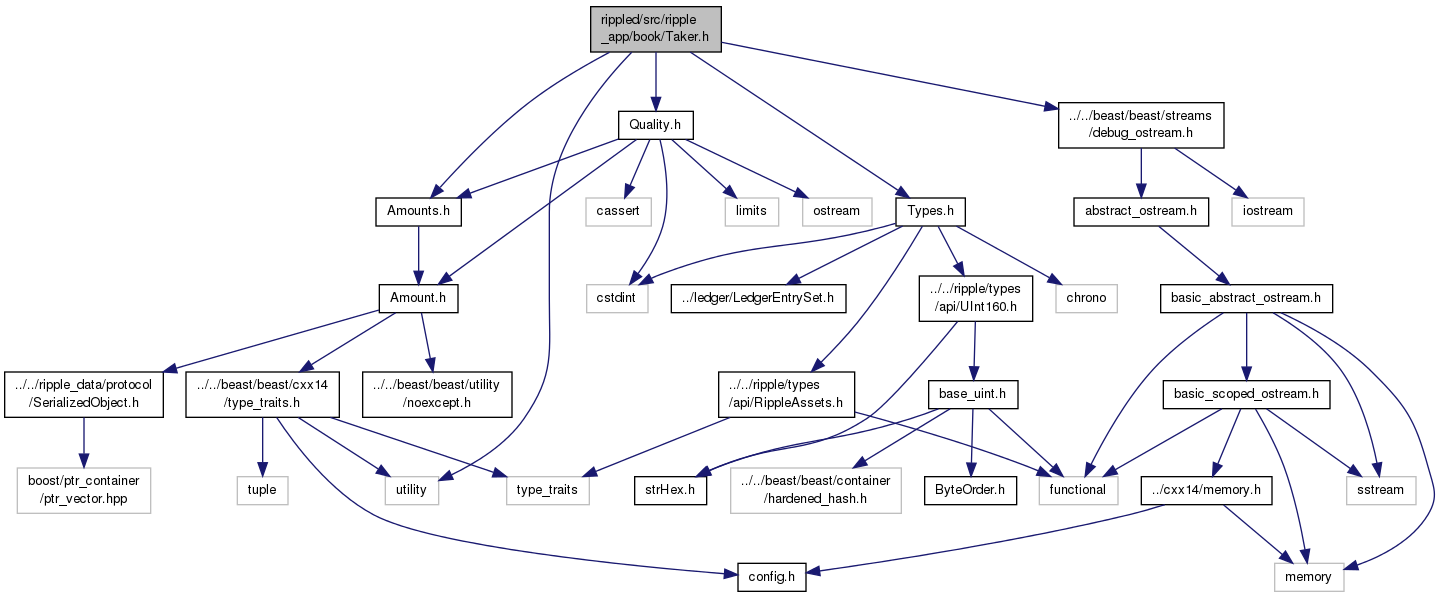 rippled/src/ripple
_app/book/Taker.h
../../beast/beast/streams
/debug_ostream.h
Quality.h
Amounts.h
cassert
limits
ostream
Types.h
abstract_ostream.h
iostream
Amount.h
cstdint
../ledger/LedgerEntrySet.h
../../ripple/types
/api/UInt160.h
chrono
basic_abstract_ostream.h
../../ripple_data/protocol
/SerializedObject.h
../../beast/beast/cxx14
/type_traits.h
../../beast/beast/utility
/noexcept.h
../../ripple/types
/api/RippleAssets.h
base_uint.h
basic_scoped_ostream.h
boost/ptr_container
/ptr_vector.hpp
tuple
utility
type_traits
strHex.h
../../beast/beast/container
/hardened_hash.h
ByteOrder.h
functional
../cxx14/memory.h
sstream
config.h
memory